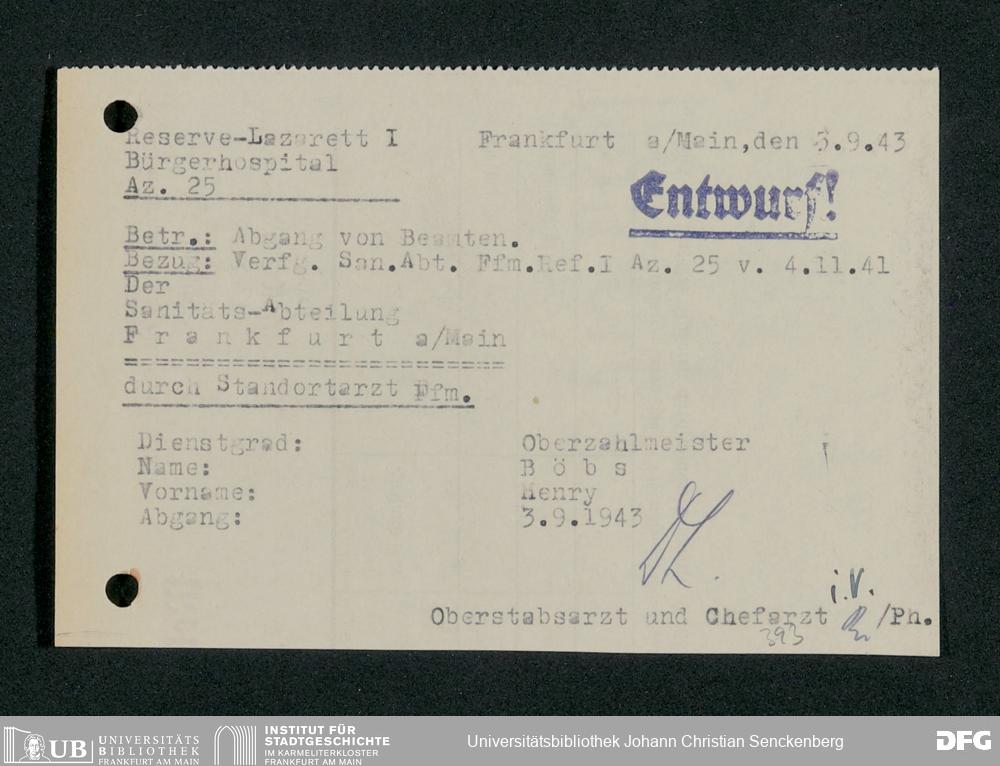 Reserve-Lazarett I Frankfurt a/Main,den 3.9.43
Bürgerhospital
Az. 25
Entwurf!
Betr.: Abgang von Beamten.
Bezug: Verfg. San.Abt. Ffm.Ref.I Az. 25 v. 4.11.41
Der
Sanitäts-Abteilung
F r a n k f u r t a/Main
=============================
durch Standortarzt Ffm.
Dienstgrad: Oberzahlmeister
Name: B ö b s
Vorname: Henry
Abgang: 3.9.1943
i.V.
Oberstabsarzt und Chefarzt /Ph.
393
UB UNIVERSITÄTS BIBLIOTHEK FRANKFURT AM MAIN
INSTITUT FÜR STADTGESCHICHTE IM KARMELITERKLOSTER FRANKFURT AM MAIN
Universitätsbibliothek Johann Christian Senckenberg
DFG